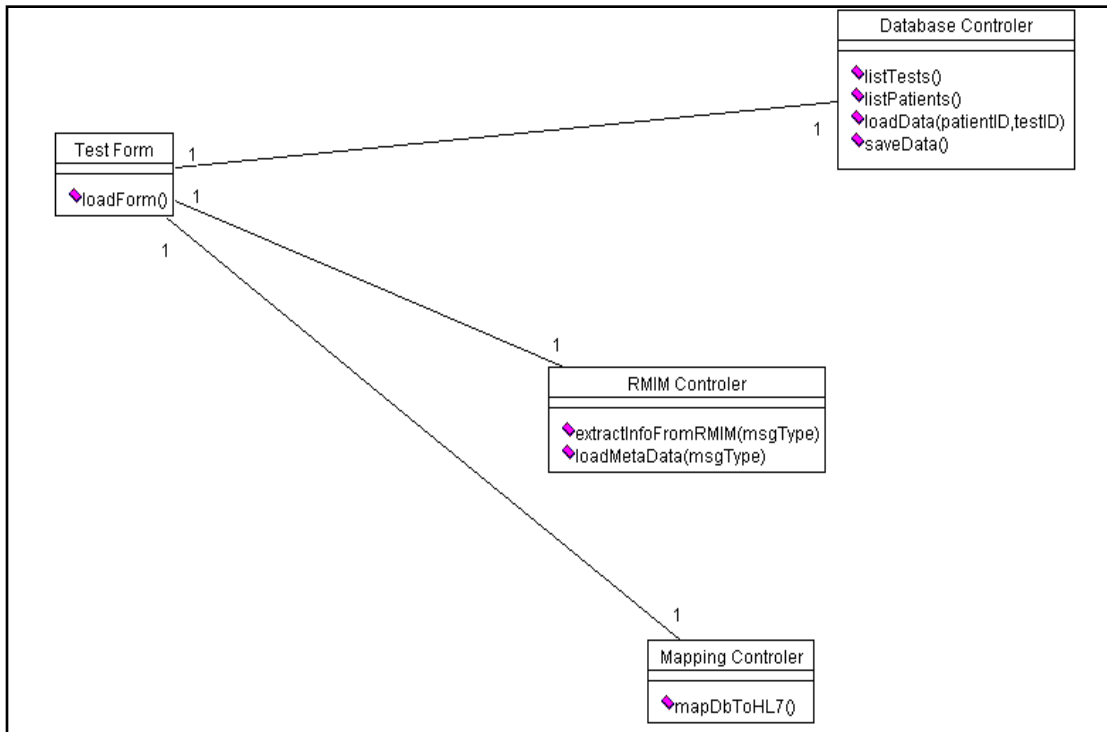 Database Controler
listTests()
listPatients()
loadData(patientID,testID)
saveData()
1
1
Test Form
loadForm()
1
1
1
RMIM Controler
extractInfoFromRMIM(msgType)
loadMetaData(msgType)
1
Mapping Controler
mapDbToHL7()